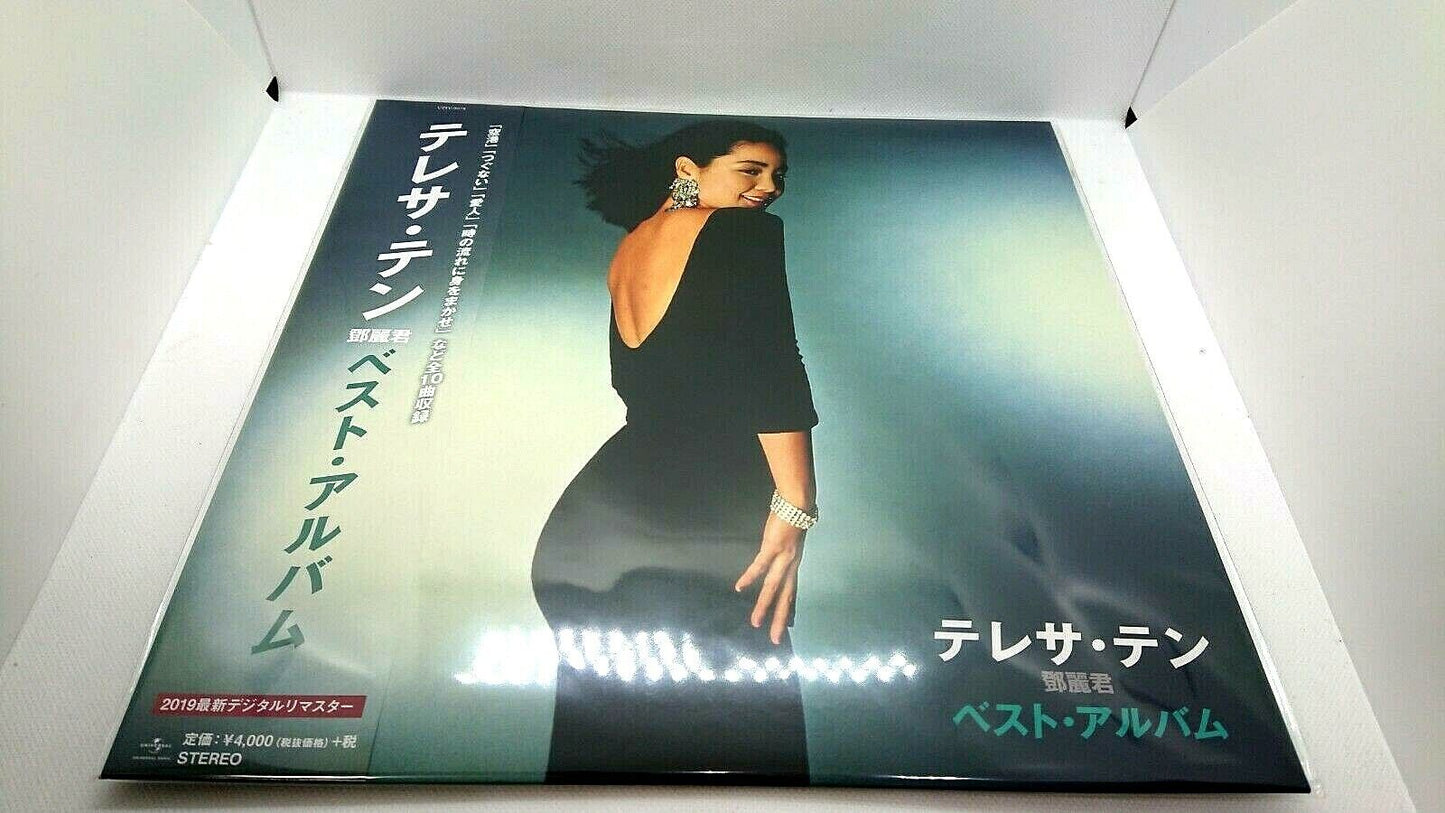 テレサ・テン
鄧麗君
ベスト・アルバム
「空港」「つぐない」「愛人」「時の流れに身をまかせ」など全10曲収録
2019最新デジタルリマスター
定価：¥4,000（税抜価格）+税
UNIVERSAL
UNIVERSAL MUSIC
STEREO
テレサ・テン
鄧麗君
ベスト・アルバム